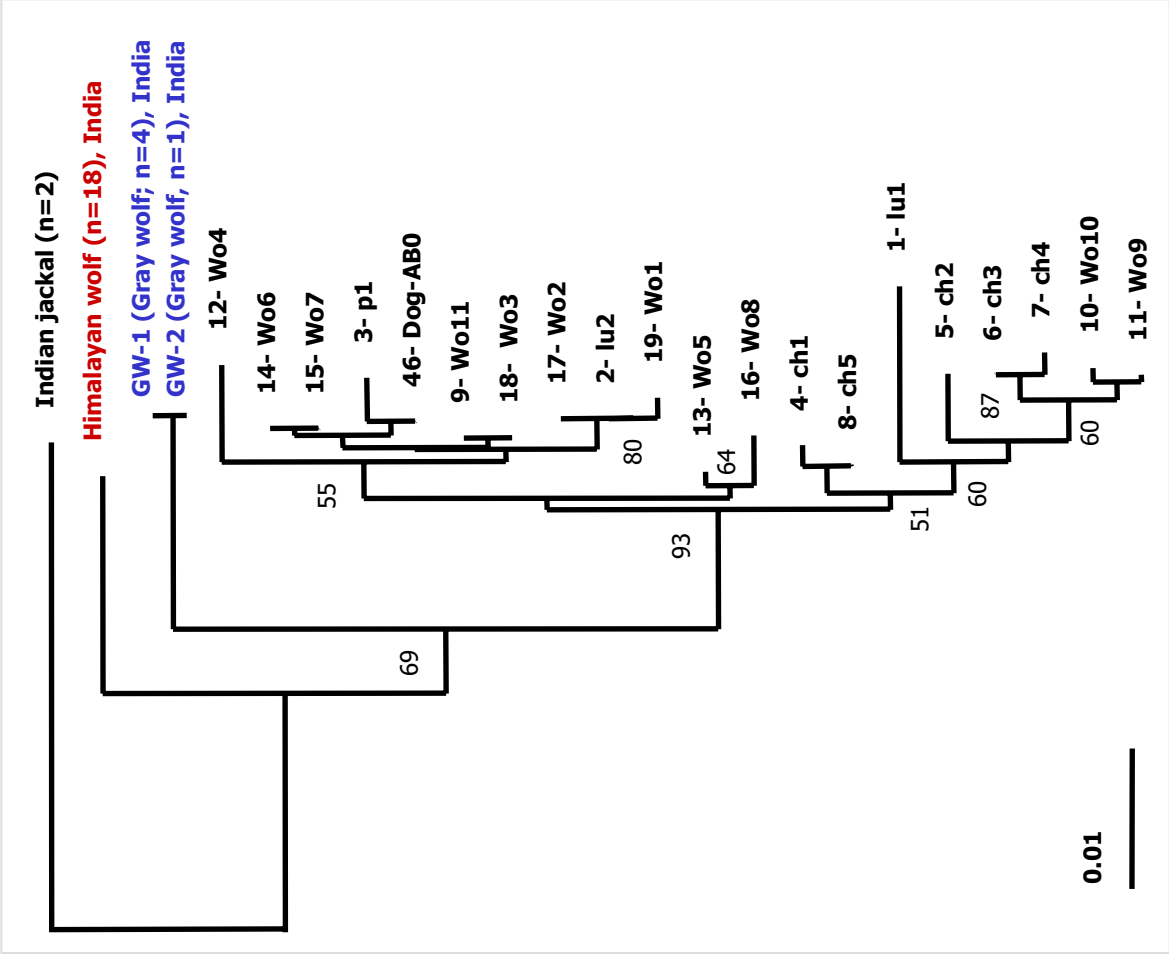 Indian jackal (n=2)
Himalayan wolf (n=18), India
GW-1 (Gray wolf; n=4), India
GW-2 (Gray wolf, n=1), India
12- Wo4
14- Wo6
15- Wo7
3- p1
46- Dog-AB0
9- Wo11
18- Wo3
17- Wo2
2- lu2
19- Wo1
13- Wo5
16- Wo8
4- ch1
8- ch5
1- lu1
5- ch2
6- ch3
7- ch4
10- Wo10
11- Wo9
55
69
80
93
64
51
60
87
60
0.01